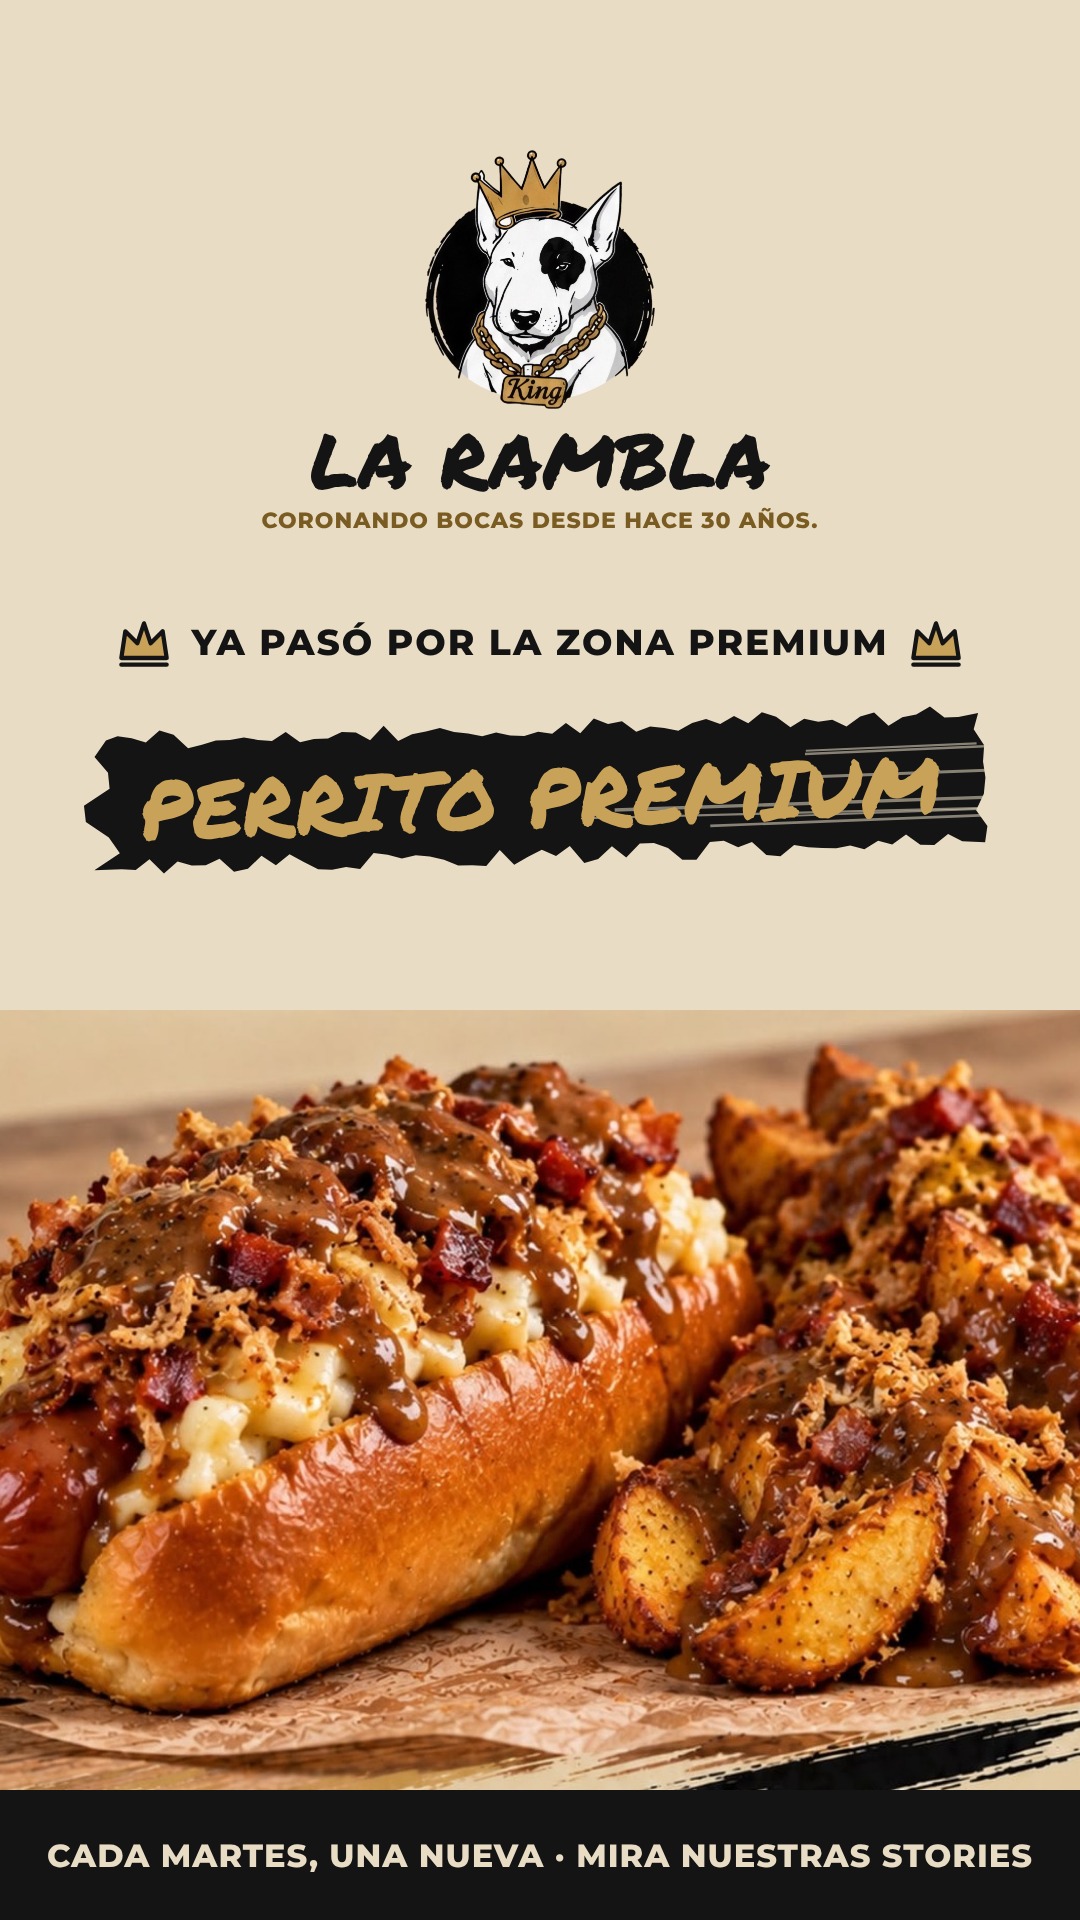 King
LA RAMBLA
CORONANDO BOCAS DESDE HACE 30 AÑOS.
YA PASÓ POR LA ZONA PREMIUM
PERRITO PREMIUM
CADA MARTES, UNA NUEVA · MIRA NUESTRAS STORIES